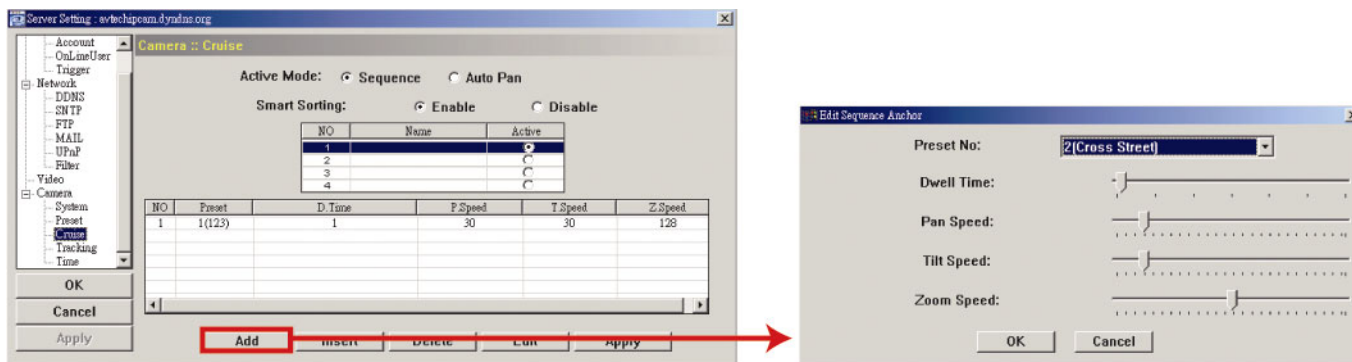 Server Setting : avtechipcam.dyndns.org
Account
OnLineUser
Trigger
Network
DDNS
SNTP
FTP
MAIL
UPnP
Filter
Video
Camera
System
Preset
Cruise
Tracking
Time
OK
Cancel
Apply
Camera :: Cruise
Active Mode: Sequence Auto Pan
Smart Sorting: Enable Disable
NO Name Active
1
2
3
4
NO Preset D.Time P.Speed T.Speed Z.Speed
1 1(123) 1 30 30 128
Add Insert Delete Edit Apply
Edit Sequence Anchor
Preset No: 2(Cross Street)
Dwell Time:
Pan Speed:
Tilt Speed:
Zoom Speed:
OK Cancel